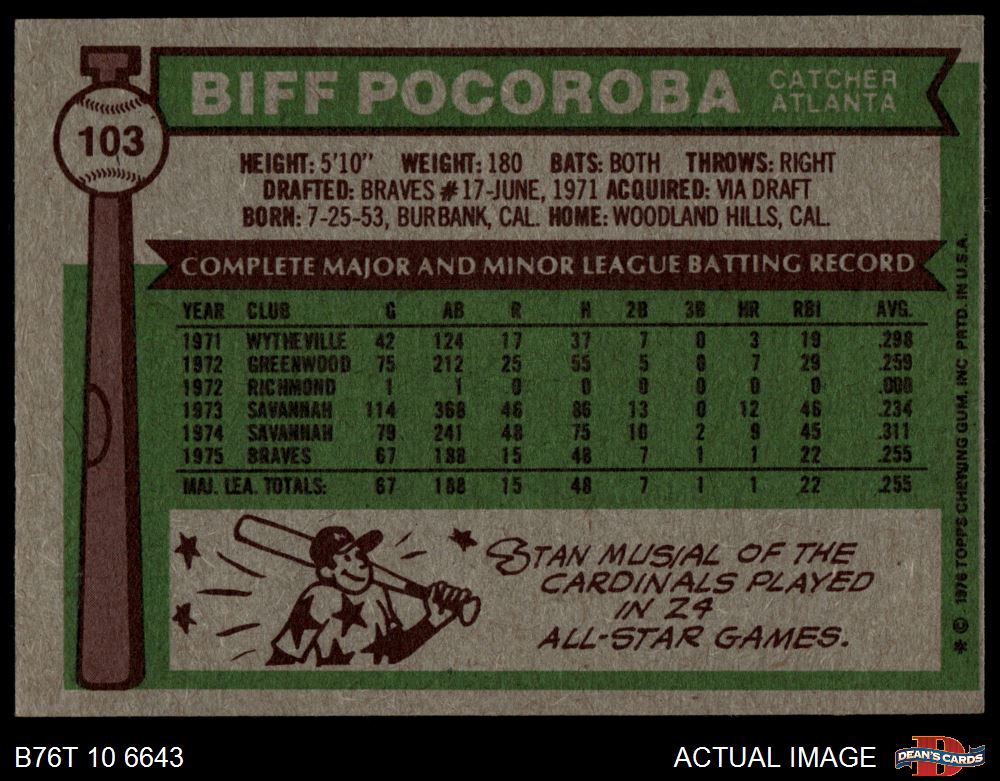 103
BIFF POCOROBA CATCHER
ATLANTA
HEIGHT: 5'10" WEIGHT: 180 BATS: BOTH THROWS: RIGHT
DRAFTED: BRAVES #17-JUNE, 1971 ACQUIRED: VIA DRAFT
BORN: 7-25-53, BURBANK, CAL. HOME: WOODLAND HILLS, CAL.
COMPLETE MAJOR AND MINOR LEAGUE BATTING RECORD
YEAR CLUB G AB R H 2B 3B HR RBI AVG.
1971 WYTHEVILLE 42 124 17 37 7 0 3 19 .298
1972 GREENWOOD 75 212 25 55 5 0 7 29 .259
1972 RICHMOND 1 1 0 0 0 0 0 0 .000
1973 SAVANNAH 114 368 46 86 13 0 12 46 .234
1974 SAVANNAH 79 241 48 75 10 2 9 45 .311
1975 BRAVES 67 188 15 48 7 1 1 22 .255
MAJ. LEA. TOTALS: 67 188 15 48 7 1 1 22 .255
STAN MUSIAL OF THE
CARDINALS PLAYED
IN 24
ALL-STAR GAMES.
* © 1976 TOPPS CHEWING GUM, INC. PRTD. IN U.S.A.
B76T 10 6643
ACTUAL IMAGE
D
DEAN'S CARDS